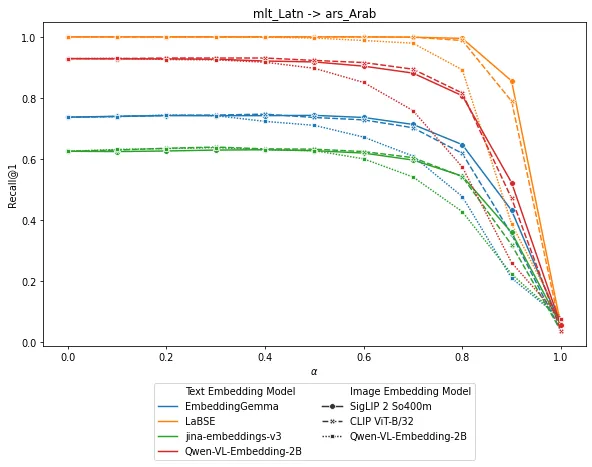 mlt_Latn -> ars_Arab
Recall@1
1.0
0.8
0.6
0.4
0.2
0.0
0.0 0.2 0.4 0.6 0.8 1.0
α
Text Embedding Model
EmbeddingGemma
LaBSE
jina-embeddings-v3
Qwen-VL-Embedding-2B
Image Embedding Model
SigLIP 2 So400m
CLIP ViT-B/32
Qwen-VL-Embedding-2B